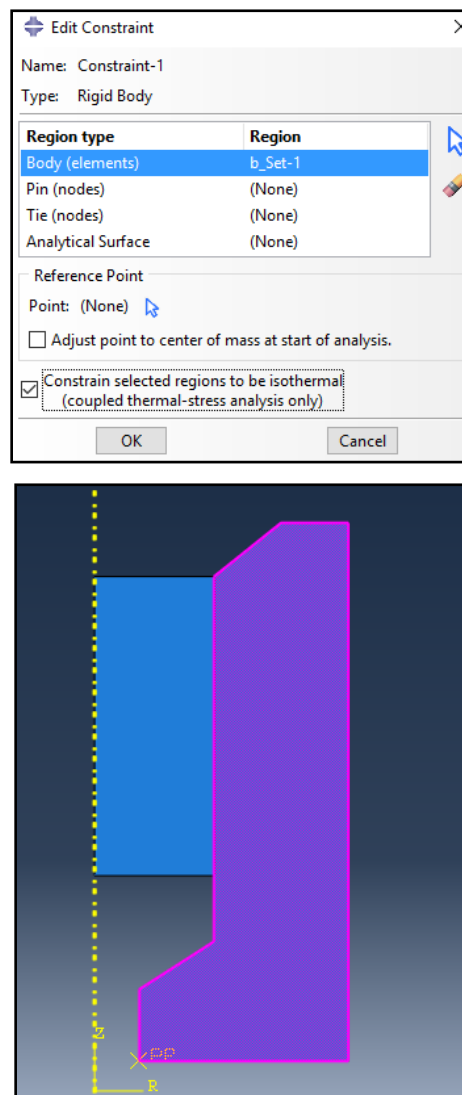 Edit Constraint
Name: Constraint-1
Type: Rigid Body
Region type Region
Body (elements) b_Set-1
Pin (nodes) (None)
Tie (nodes) (None)
Analytical Surface (None)
Reference Point
Point: (None)
Adjust point to center of mass at start of analysis.
Constrain selected regions to be isothermal
(coupled thermal-stress analysis only)
OK Cancel
Z
RP
R